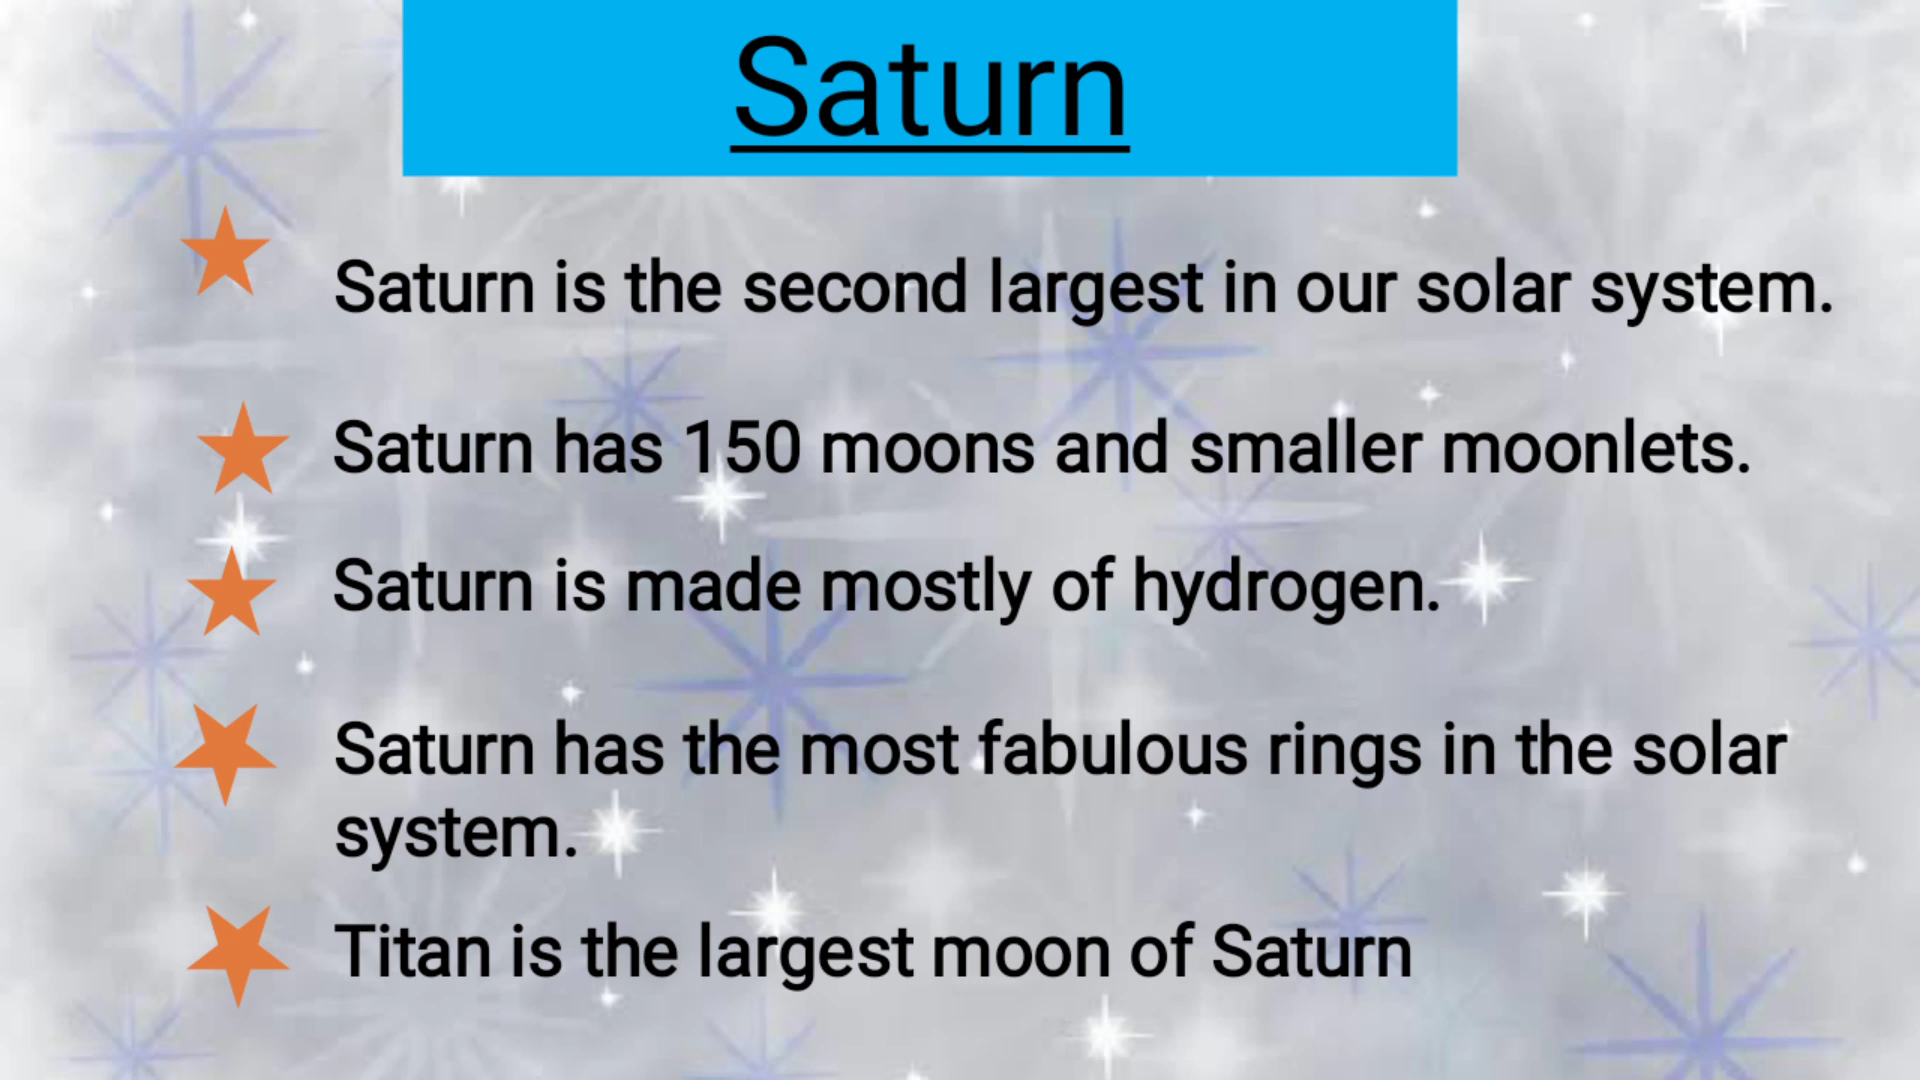 Saturn
Saturn is the second largest in our solar system.
Saturn has 150 moons and smaller moonlets.
Saturn is made mostly of hydrogen.
Saturn has the most fabulous rings in the solar
system.
Titan is the largest moon of Saturn